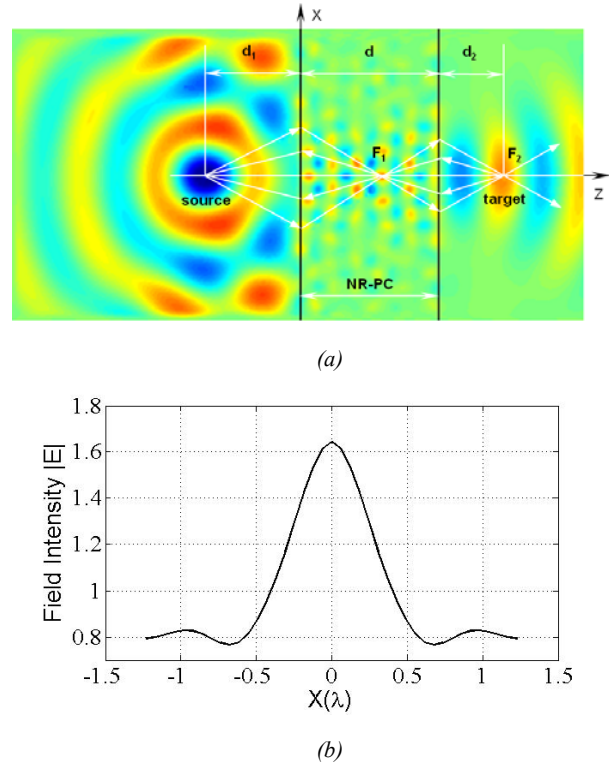 X
d₁
d
d₂
F₁
F₂
source
target
Z
NR-PC
(a)
1.8
1.6
1.4
1.2
1
0.8
Field Intensity |E|
-1.5
-1
-0.5
0
0.5
1
1.5
X(λ)
(b)